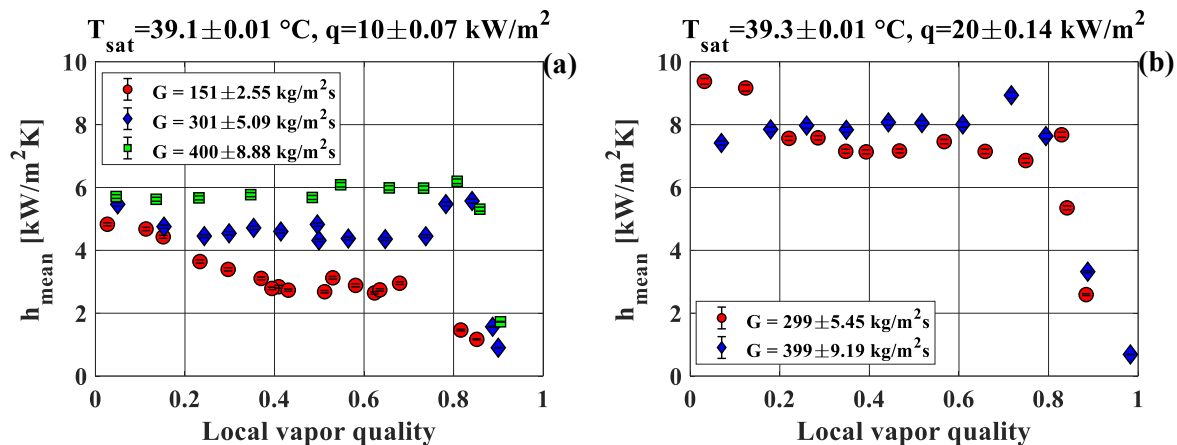 T_sat=39.1±0.01 °C, q=10±0.07 kW/m²
(a)
10
8
6
4
2
0
h_mean [kW/m²K]
G = 151±2.55 kg/m²s
G = 301±5.09 kg/m²s
G = 400±8.88 kg/m²s
0 0.2 0.4 0.6 0.8 1
Local vapor quality
T_sat=39.3±0.01 °C, q=20±0.14 kW/m²
(b)
10
8
6
4
2
0
h_mean [kW/m²K]
G = 299±5.45 kg/m²s
G = 399±9.19 kg/m²s
0 0.2 0.4 0.6 0.8 1
Local vapor quality